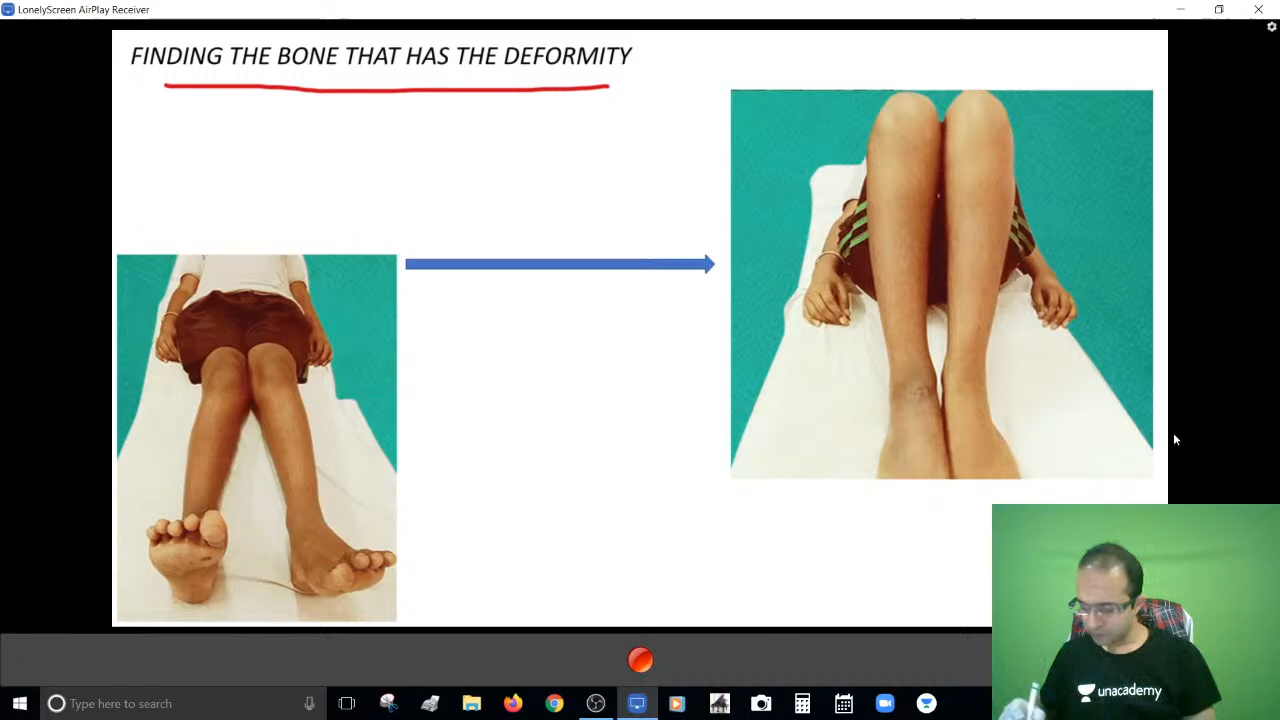 LonelyScreen AirPlay Receiver
FINDING THE BONE THAT HAS THE DEFORMITY
unacademy
Type here to search